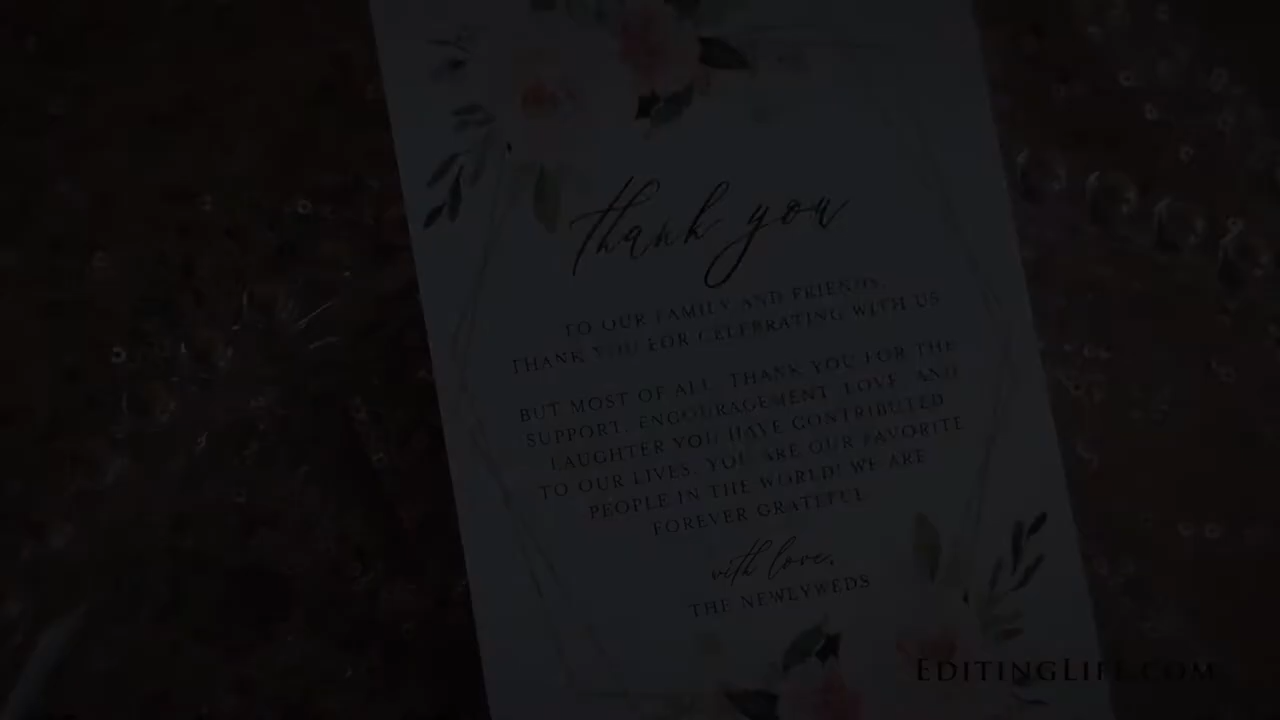 thank you
TO OUR FAMILY AND FRIENDS,
THANK YOU FOR CELEBRATING WITH US
BUT MOST OF ALL, THANK YOU FOR THE
SUPPORT, ENCOURAGEMENT, LOVE, AND
LAUGHTER YOU HAVE CONTRIBUTED
TO OUR LIVES. YOU ARE OUR FAVORITE
PEOPLE IN THE WORLD! WE ARE
FOREVER GRATEFUL
with love,
THE NEWLYWEDS
EDITINGLIFE.COM